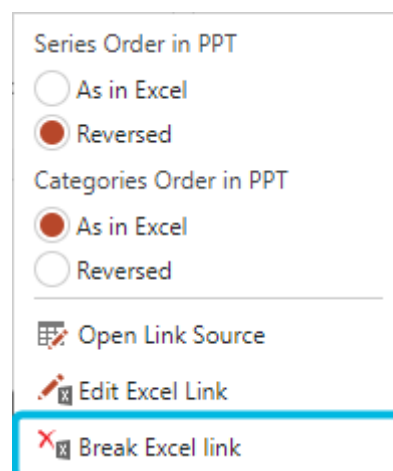 Series Order in PPT
As in Excel
Reversed
Categories Order in PPT
As in Excel
Reversed
Open Link Source
Edit Excel Link
Break Excel link